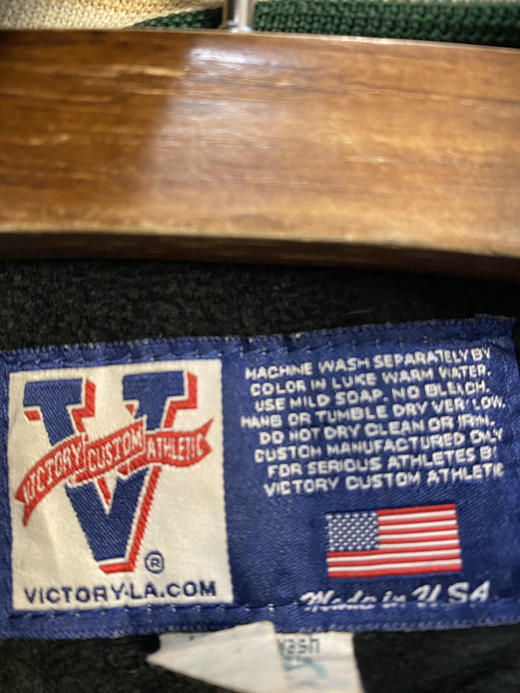 VICTORY CUSTOM ATHLETIC
V
®
VICTORY-LA.COM
MACHINE WASH SEPARATELY BY
COLOR IN LUKE WARM WATER.
USE MILD SOAP. NO BLEACH.
HANG OR TUMBLE DRY VERY LOW.
DO NOT DRY CLEAN OR IRON.
CUSTOM MANUFACTURED ONLY
FOR SERIOUS ATHLETES BY
VICTORY CUSTOM ATHLETIC
Made in U.S.A.
wash